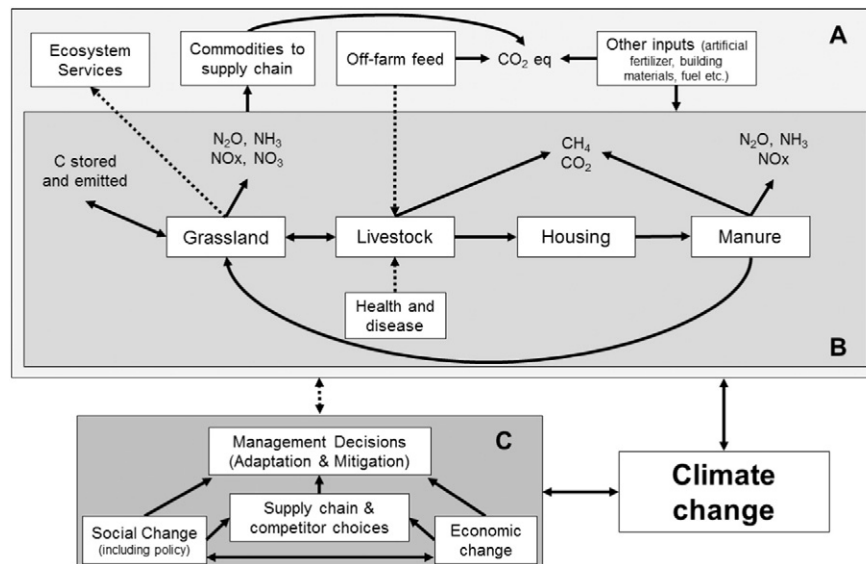 A
Ecosystem
Services
Commodities to
supply chain
Off-farm feed
CO₂ eq
Other inputs (artificial
fertilizer, building
materials, fuel etc.)
C stored
and emitted
N₂O, NH₃
NOx, NO₃
CH₄
CO₂
N₂O, NH₃
NOx
Grassland
Livestock
Housing
Manure
Health and
disease
B
C
Management Decisions
(Adaptation & Mitigation)
Supply chain &
competitor choices
Social Change
(including policy)
Economic
change
Climate
change